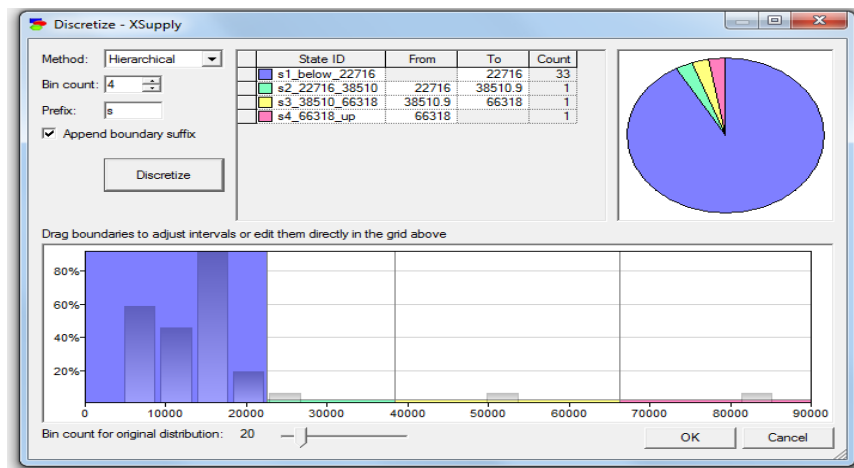 Discretize - XSupply
Method: Hierarchical
Bin count: 4
Prefix: s
Append boundary suffix
Discretize
State ID From To Count
s1_below_22716 22716 33
s2_22716_38510 22716 38510.9 1
s3_38510_66318 38510.9 66318 1
s4_66318_up 66318 1
Drag boundaries to adjust intervals or edit them directly in the grid above
80%
60%
40%
20%
0 10000 20000 30000 40000 50000 60000 70000 80000 90000
Bin count for original distribution: 20
OK Cancel